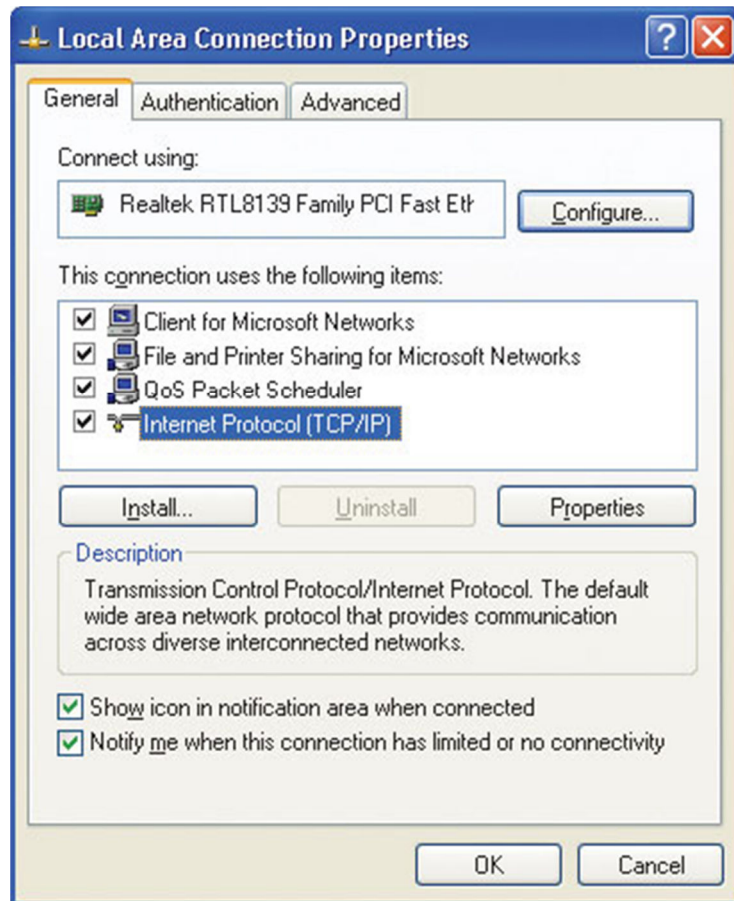 Local Area Connection Properties
General Authentication Advanced
Connect using:
Realtek RTL8139 Family PCI Fast Eth
Configure...
This connection uses the following items:
Client for Microsoft Networks
File and Printer Sharing for Microsoft Networks
QoS Packet Scheduler
Internet Protocol (TCP/IP)
Install... Uninstall Properties
Description
Transmission Control Protocol/Internet Protocol. The default
wide area network protocol that provides communication
across diverse interconnected networks.
Show icon in notification area when connected
Notify me when this connection has limited or no connectivity
OK Cancel